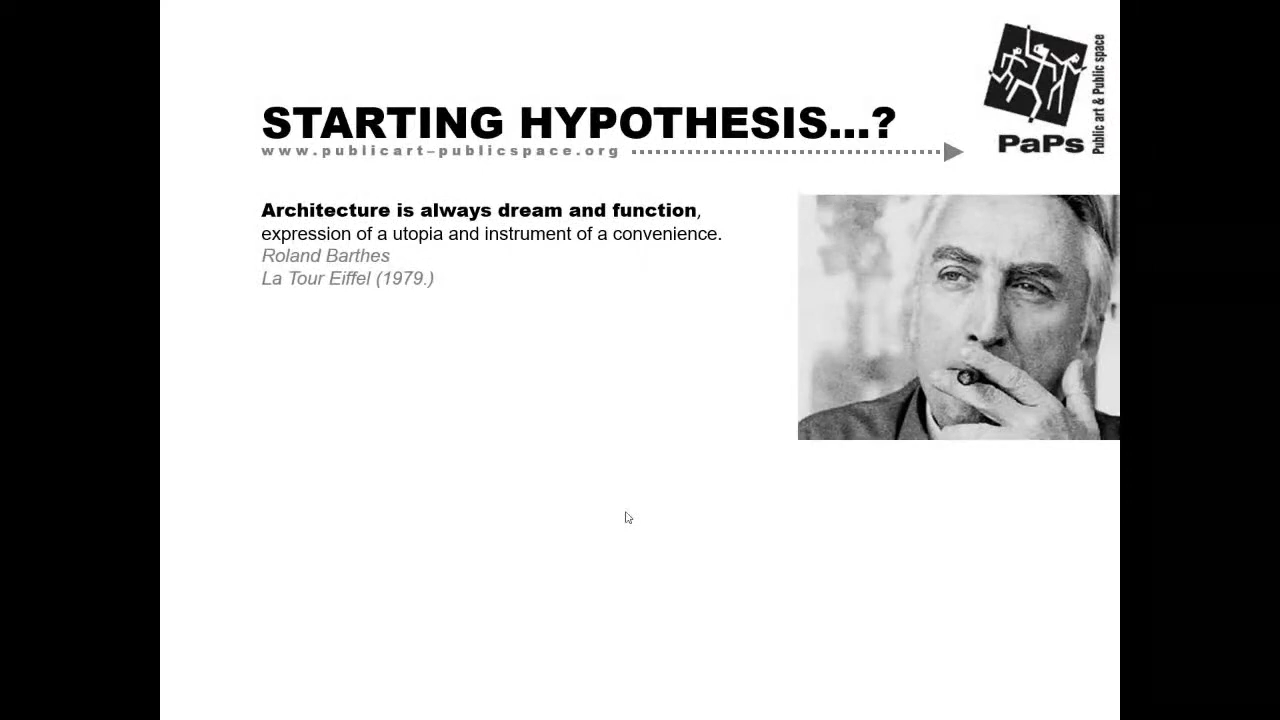 STARTING HYPOTHESIS...?
www.publicart–publicspace.org
PaPs
Public art & Public space
Architecture is always dream and function,
expression of a utopia and instrument of a convenience.
Roland Barthes
La Tour Eiffel (1979.)